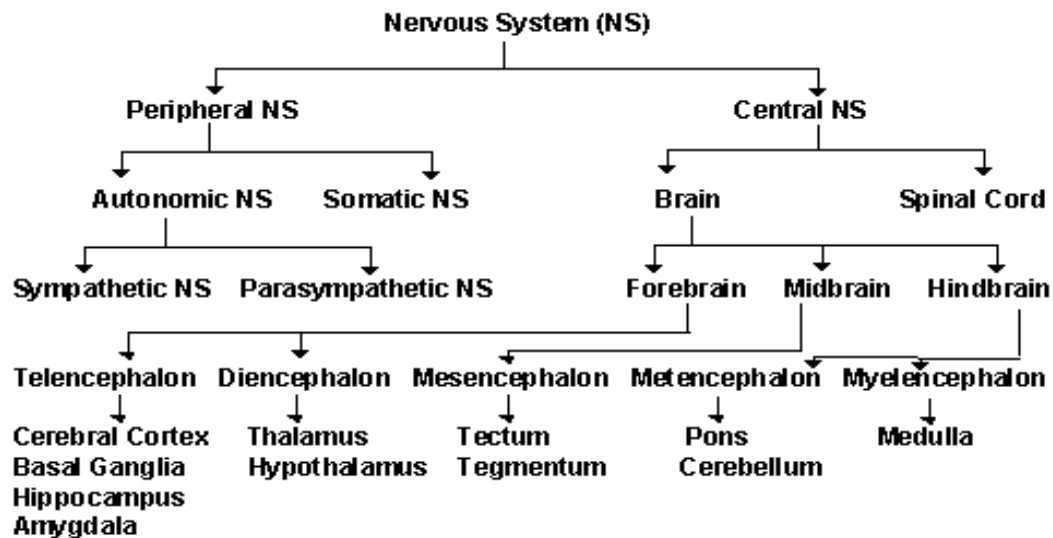 Nervous System (NS)
Peripheral NS
Central NS
Autonomic NS
Somatic NS
Brain
Spinal Cord
Sympathetic NS
Parasympathetic NS
Forebrain
Midbrain
Hindbrain
Telencephalon
Diencephalon
Mesencephalon
Metencephalon
Myelencephalon
Cerebral Cortex
Basal Ganglia
Hippocampus
Amygdala
Thalamus
Hypothalamus
Tectum
Tegmentum
Pons
Cerebellum
Medulla